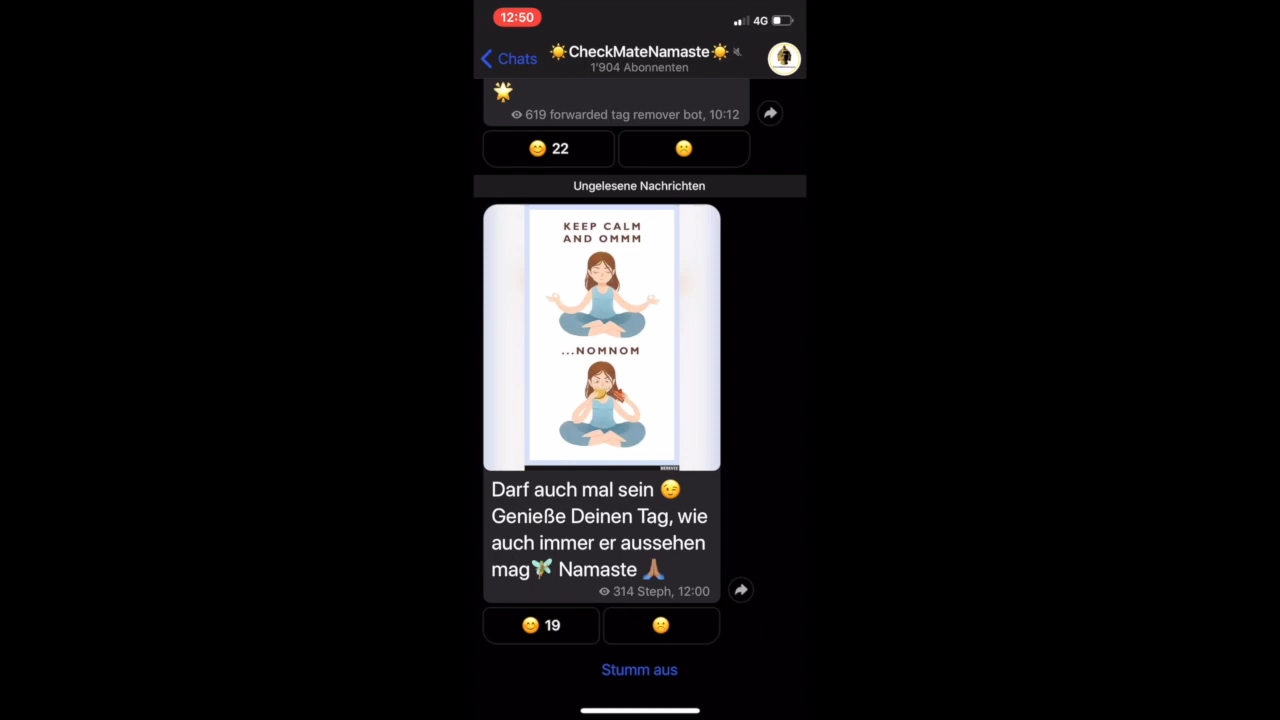 12:50
4G
Chats
☀️CheckMateNamaste☀️
1'904 Abonnenten
🌟
619 forwarded tag remover bot, 10:12
😊 22
🙁
Ungelesene Nachrichten
KEEP CALM
AND OMMM
...NOMNOM
Darf auch mal sein 😉
Genieße Deinen Tag, wie
auch immer er aussehen
mag🧚 Namaste 🙏🏽
314 Steph, 12:00
😊 19
🙁
Stumm aus